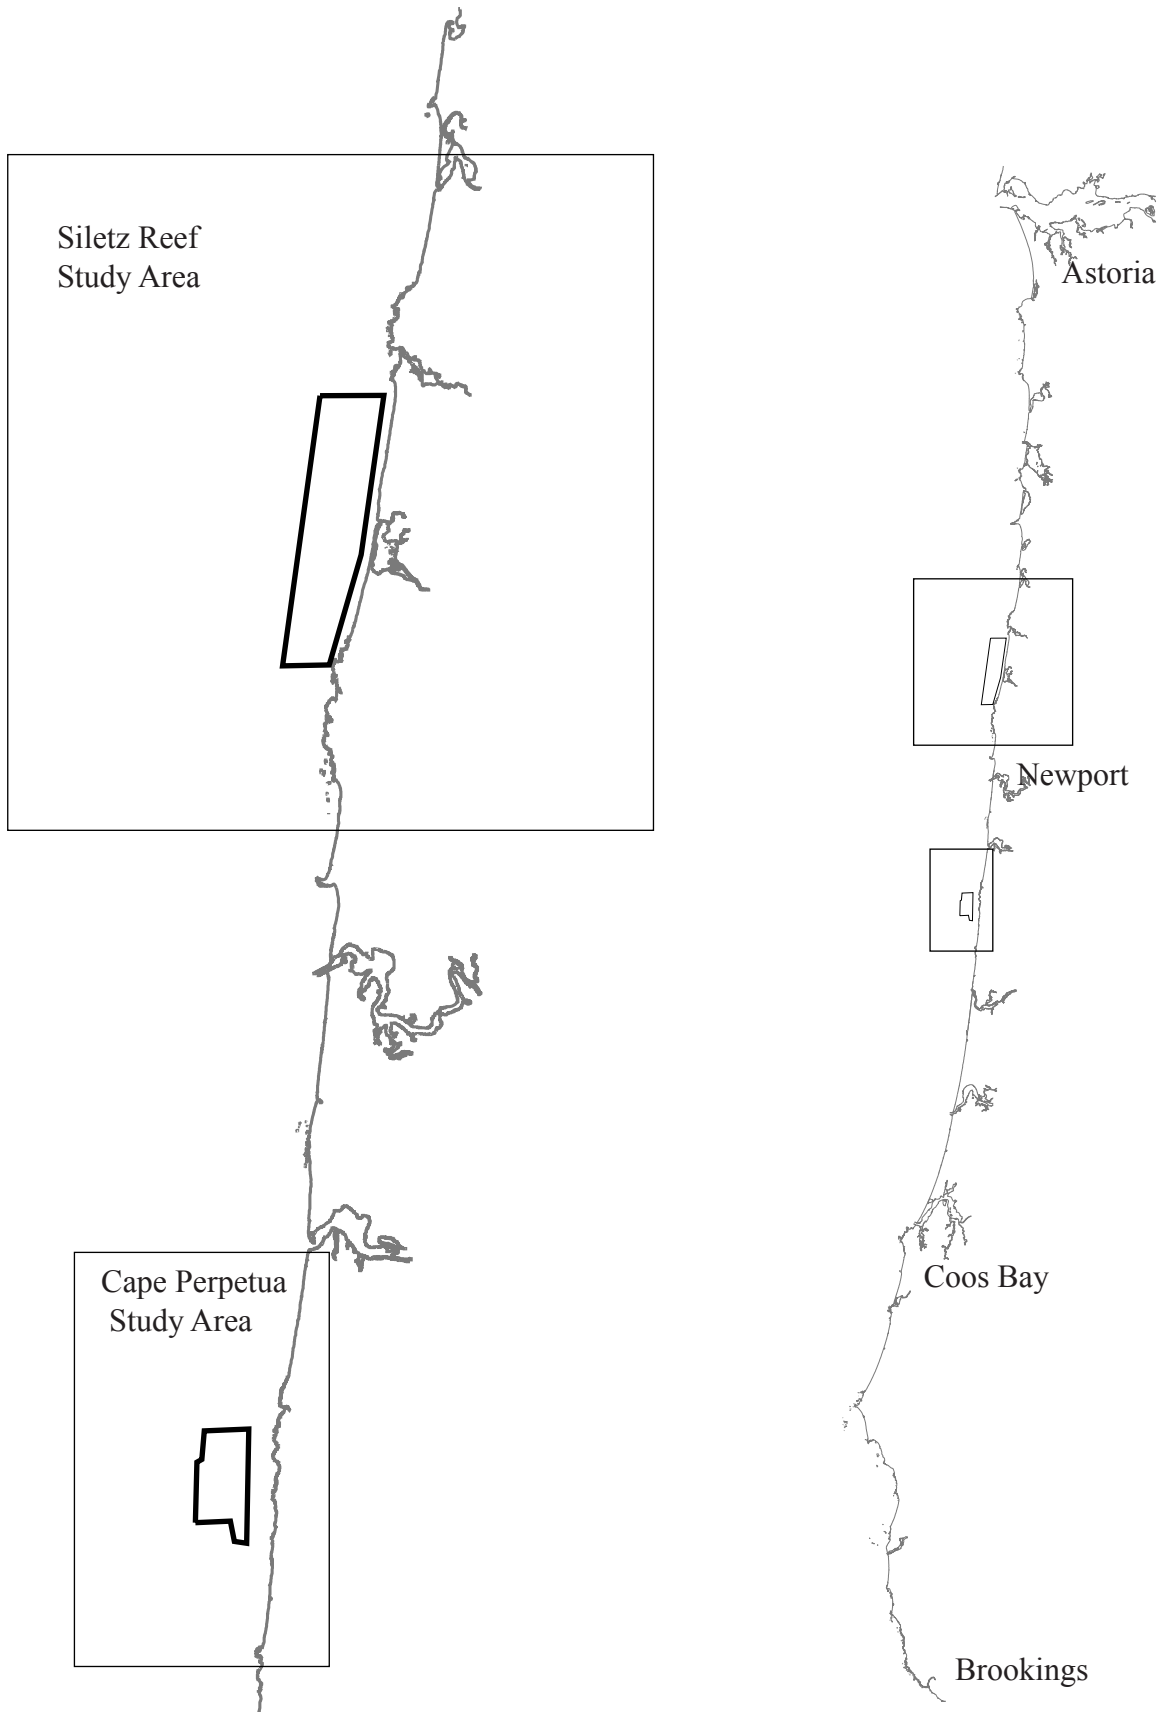 Siletz Reef
Study Area
Astoria
Newport
Cape Perpetua
Study Area
Coos Bay
Brookings